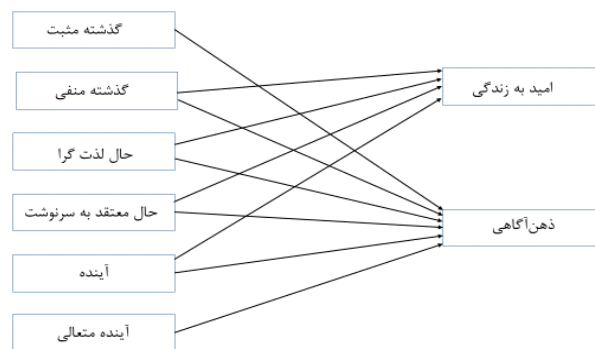 گذشته مثبت
گذشته منفی
حال لذت گرا
حال معتقد به سرنوشت
آینده
آینده متعالی
امید به زندگی
ذهن‌آگاهی